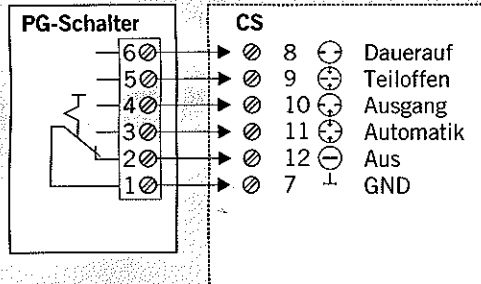 PG-Schalter CS
6 8 Dauerauf
5 9 Teiloffen
4 10 Ausgang
3 11 Automatik
2 12 Aus
1 7 GND